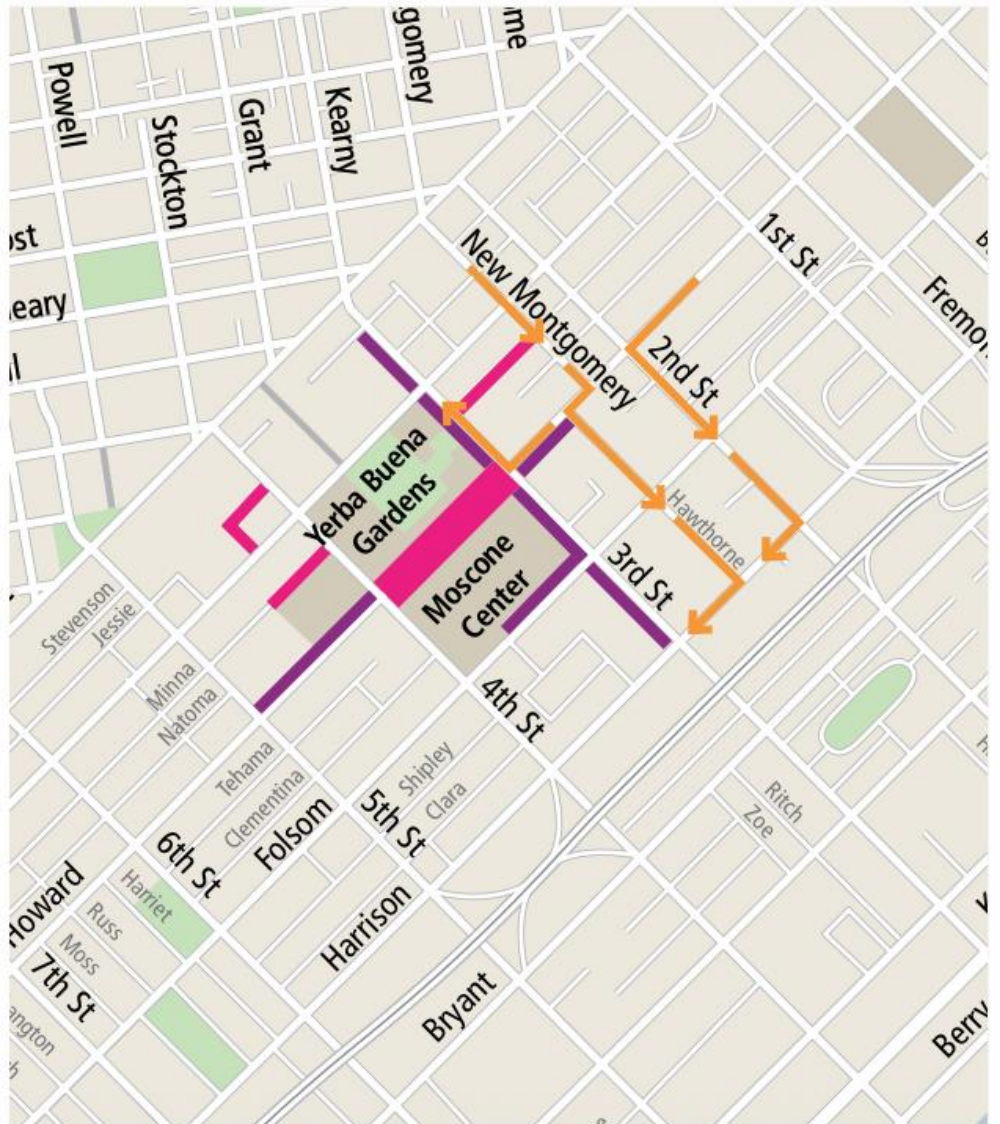 gomery
me
Powell
Stockton
Grant
Kearny
ost
eary
New Montgomery
1st St
Fremon
2nd St
Yerba Buena
Gardens
Hawthorne
Moscone
Center
3rd St
Stevenson
Jessie
Minna
Natoma
4th St
Tehama
Clementina
Shipley
Clara
Folsom
5th St
Ritch
Zoe
6th St
Howard
Harriet
Russ
Moss
7th St
Harrison
Bryant
Berry
angton